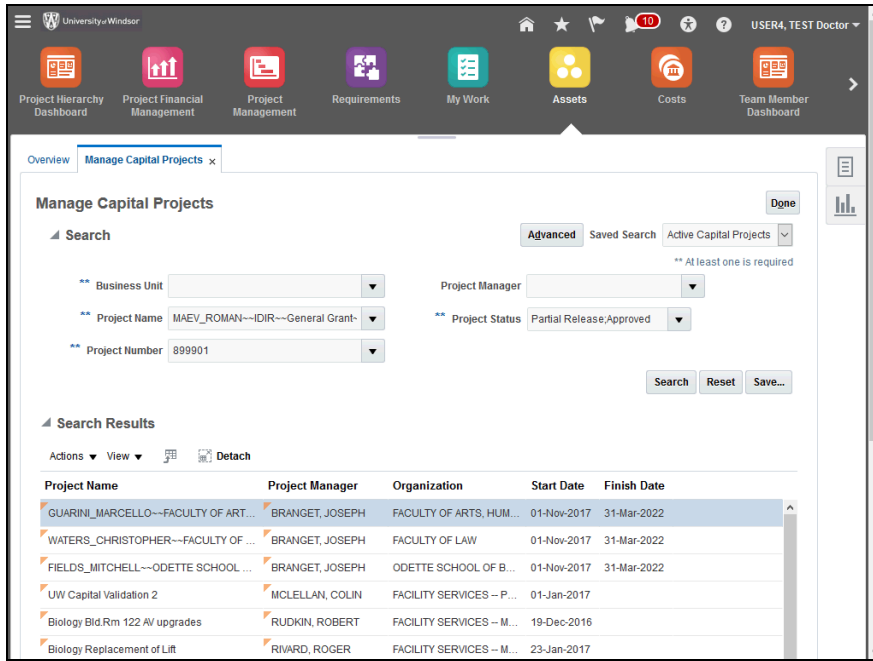 University of Windsor
10
USER4, TEST Doctor
Project Hierarchy Dashboard
Project Financial Management
Project Management
Requirements
My Work
Assets
Costs
Team Member Dashboard
Overview
Manage Capital Projects x
Manage Capital Projects
Done
Search
Advanced Saved Search Active Capital Projects
** At least one is required
** Business Unit
Project Manager
** Project Name MAEV_ROMAN~~IDIR~~General Grant~
** Project Status Partial Release;Approved
** Project Number 899901
Search Reset Save...
Search Results
Actions View Detach
Project Name Project Manager Organization Start Date Finish Date
GUARINI_MARCELLO~~FACULTY OF ART... BRANGET, JOSEPH FACULTY OF ARTS, HUM... 01-Nov-2017 31-Mar-2022
WATERS_CHRISTOPHER~~FACULTY OF ... BRANGET, JOSEPH FACULTY OF LAW 01-Nov-2017 31-Mar-2022
FIELDS_MITCHELL~~ODETTE SCHOOL ... BRANGET, JOSEPH ODETTE SCHOOL OF B... 01-Nov-2017 31-Mar-2022
UW Capital Validation 2 MCLELLAN, COLIN FACILITY SERVICES -- P... 01-Jan-2017
Biology Bld.Rm 122 AV upgrades RUDKIN, ROBERT FACILITY SERVICES -- M... 19-Dec-2016
Biology Replacement of Lift RIVARD, ROGER FACILITY SERVICES -- M... 23-Jan-2017